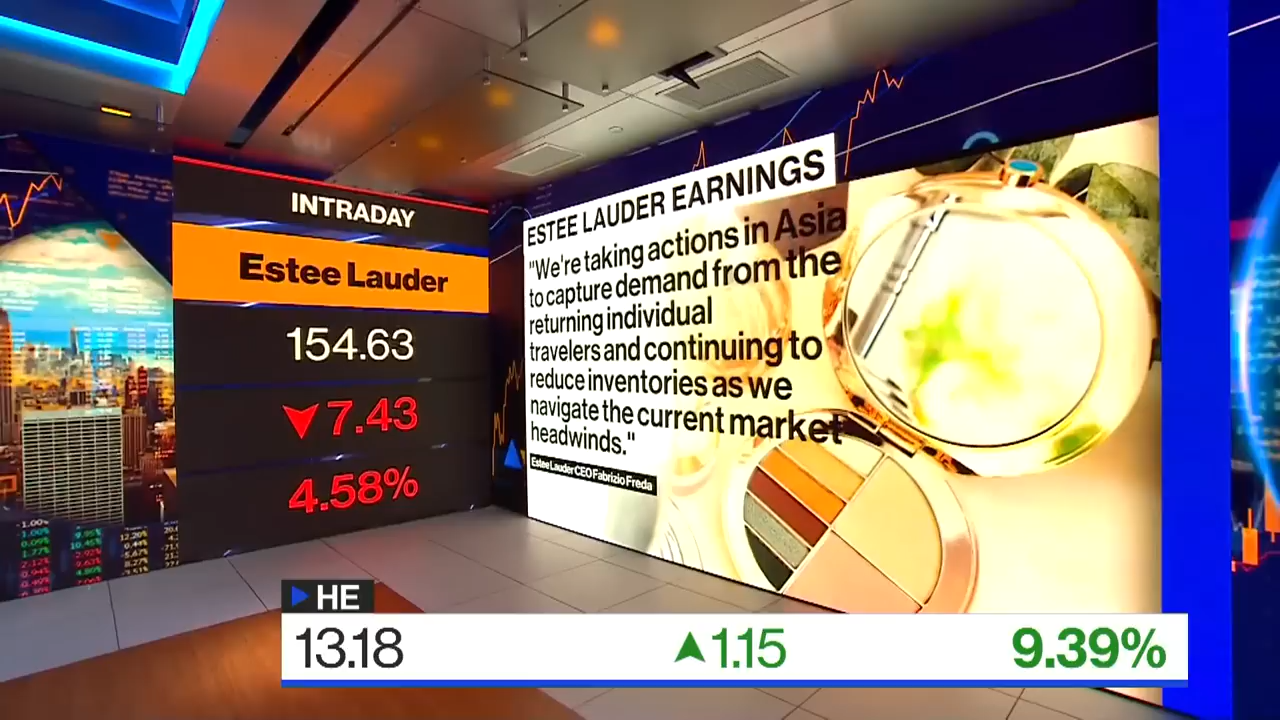 INTRADAY
Estee Lauder
154.63
▼7.43
4.58%
ESTEE LAUDER EARNINGS
"We're taking actions in Asia
to capture demand from the
returning individual
travelers and continuing to
reduce inventories as we
navigate the current market
headwinds."
Estee Lauder CEO Fabrizio Freda
-1.00%
HE
13.18
▲1.15
9.39%